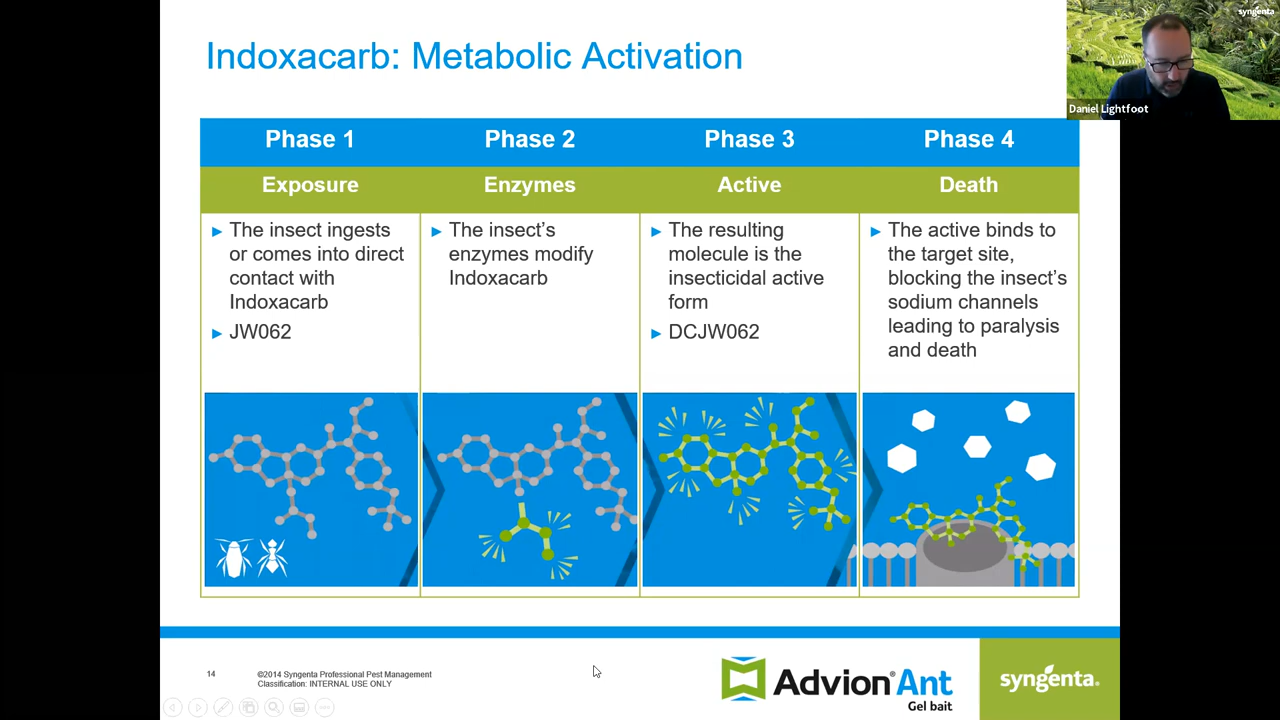 Indoxacarb: Metabolic Activation
syngenta
Daniel Lightfoot
Phase 1
Phase 2
Phase 3
Phase 4
Exposure
Enzymes
Active
Death
The insect ingests
or comes into direct
contact with
Indoxacarb
JW062
The insect's
enzymes modify
Indoxacarb
The resulting
molecule is the
insecticidal active
form
DCJW062
The active binds to
the target site,
blocking the insect's
sodium channels
leading to paralysis
and death
14
©2014 Syngenta Professional Pest Management
Classification: INTERNAL USE ONLY
Advion® Ant
Gel bait
syngenta.